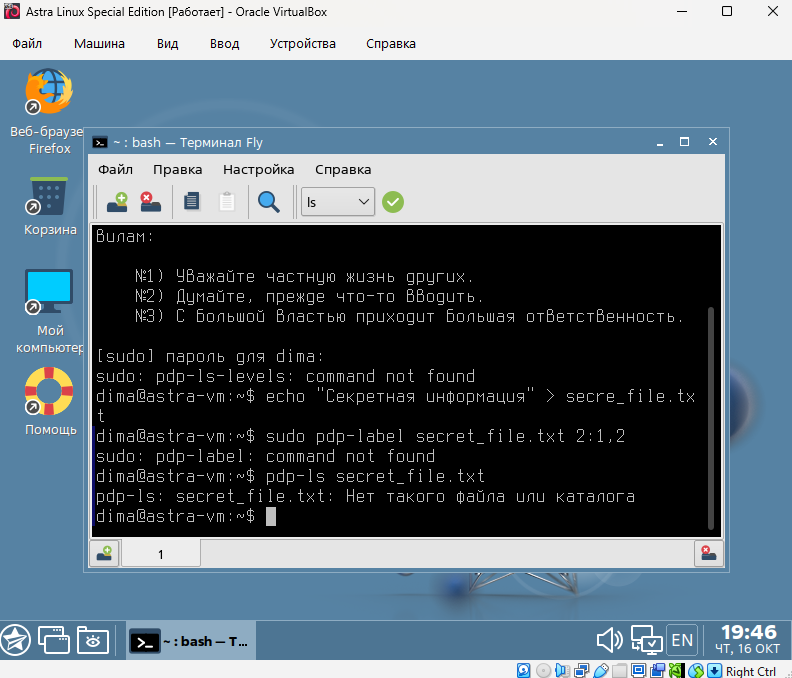 Astra Linux Special Edition [Работает] - Oracle VirtualBox
Файл Машина Вид Ввод Устройства Справка
Веб-браузе
Firefox
Корзина
Мой
компьютер
Помощь
~ : bash — Терминал Fly
Файл Правка Настройка Справка
ls
Вилам:
№1) Уважайте частную жизнь других.
№2) Думайте, прежде что-то вводить.
№3) С большой властью приходит большая ответственность.
[sudo] пароль для dima:
sudo: pdp-ls-levels: command not found
dima@astra-vm:~$ echo "Секретная информация" > secre_file.tx
t
dima@astra-vm:~$ sudo pdp-label secret_file.txt 2:1,2
sudo: pdp-label: command not found
dima@astra-vm:~$ pdp-ls secret_file.txt
pdp-ls: secret_file.txt: Нет такого файла или каталога
dima@astra-vm:~$
1
~ : bash — Т...
EN
19:46
ЧТ, 16 ОКТ
Right Ctrl